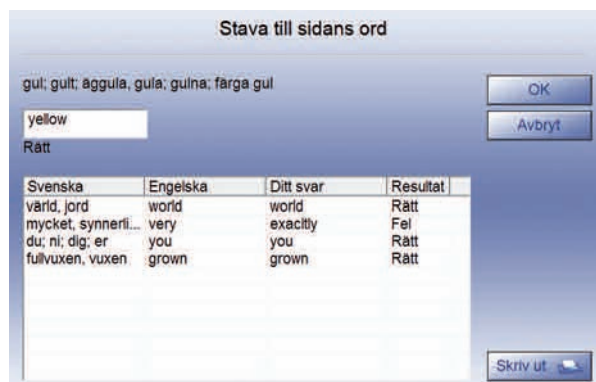 Stava till sidans ord
gul; gult; äggula, gula; gulna; färga gul
OK
yellow
Avbryt
Rätt
Svenska Engelska Ditt svar Resultat
värld, jord world world Rätt
mycket, synnerli... very exacitly Fel
du; ni; dig; er you you Rätt
fullvuxen, vuxen grown grown Rätt
Skriv ut